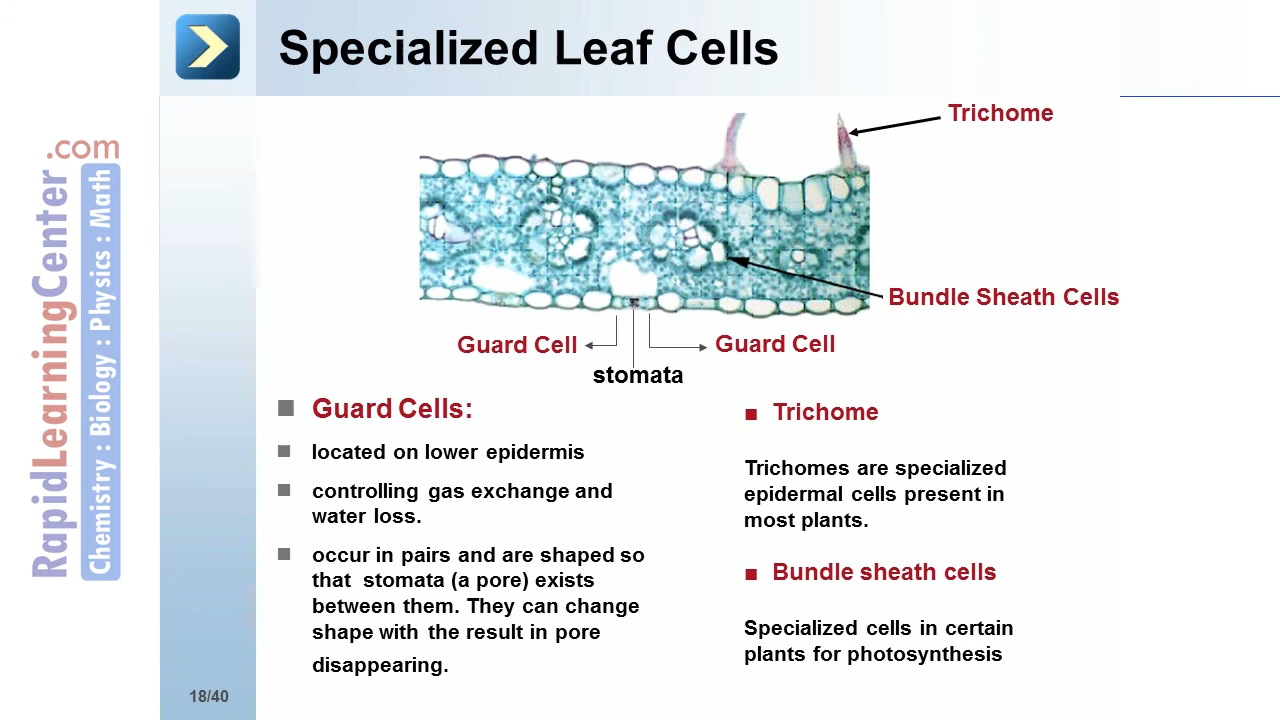 Specialized Leaf Cells
Trichome
Bundle Sheath Cells
Guard Cell
Guard Cell
stomata
Guard Cells:
located on lower epidermis
controlling gas exchange and
water loss.
occur in pairs and are shaped so
that stomata (a pore) exists
between them. They can change
shape with the result in pore
disappearing.
Trichome
Trichomes are specialized
epidermal cells present in
most plants.
Bundle sheath cells
Specialized cells in certain
plants for photosynthesis
18/40
RapidLearningCenter.com
Chemistry : Biology : Physics : Math